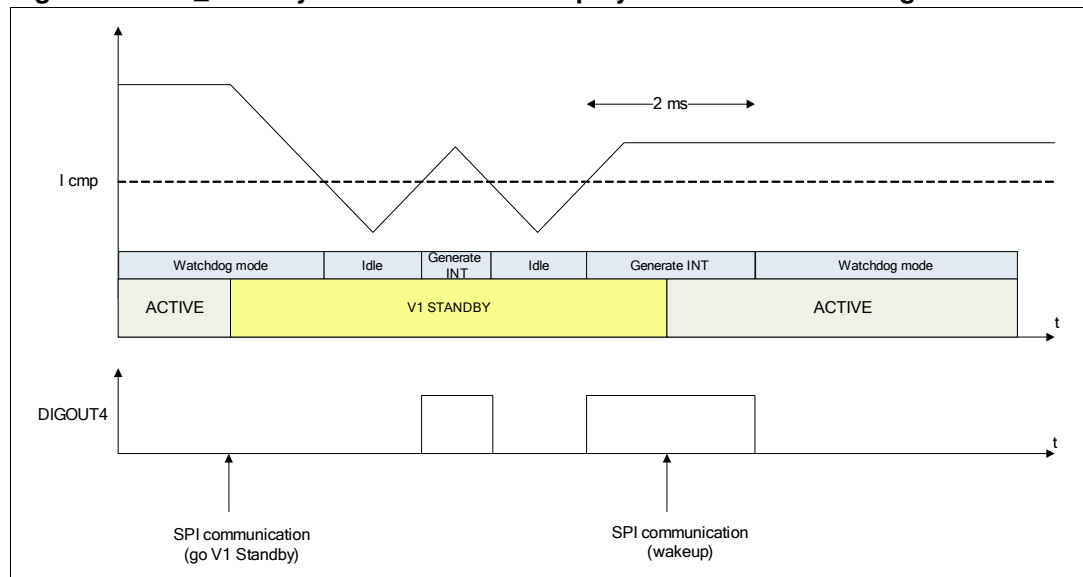 2 ms
I cmp
Watchdog mode
Idle
Generate
INT
Idle
Generate INT
Watchdog mode
ACTIVE
V1 STANDBY
ACTIVE
t
DIGOUT4
t
SPI communication
(go V1 Standby)
SPI communication
(wakeup)